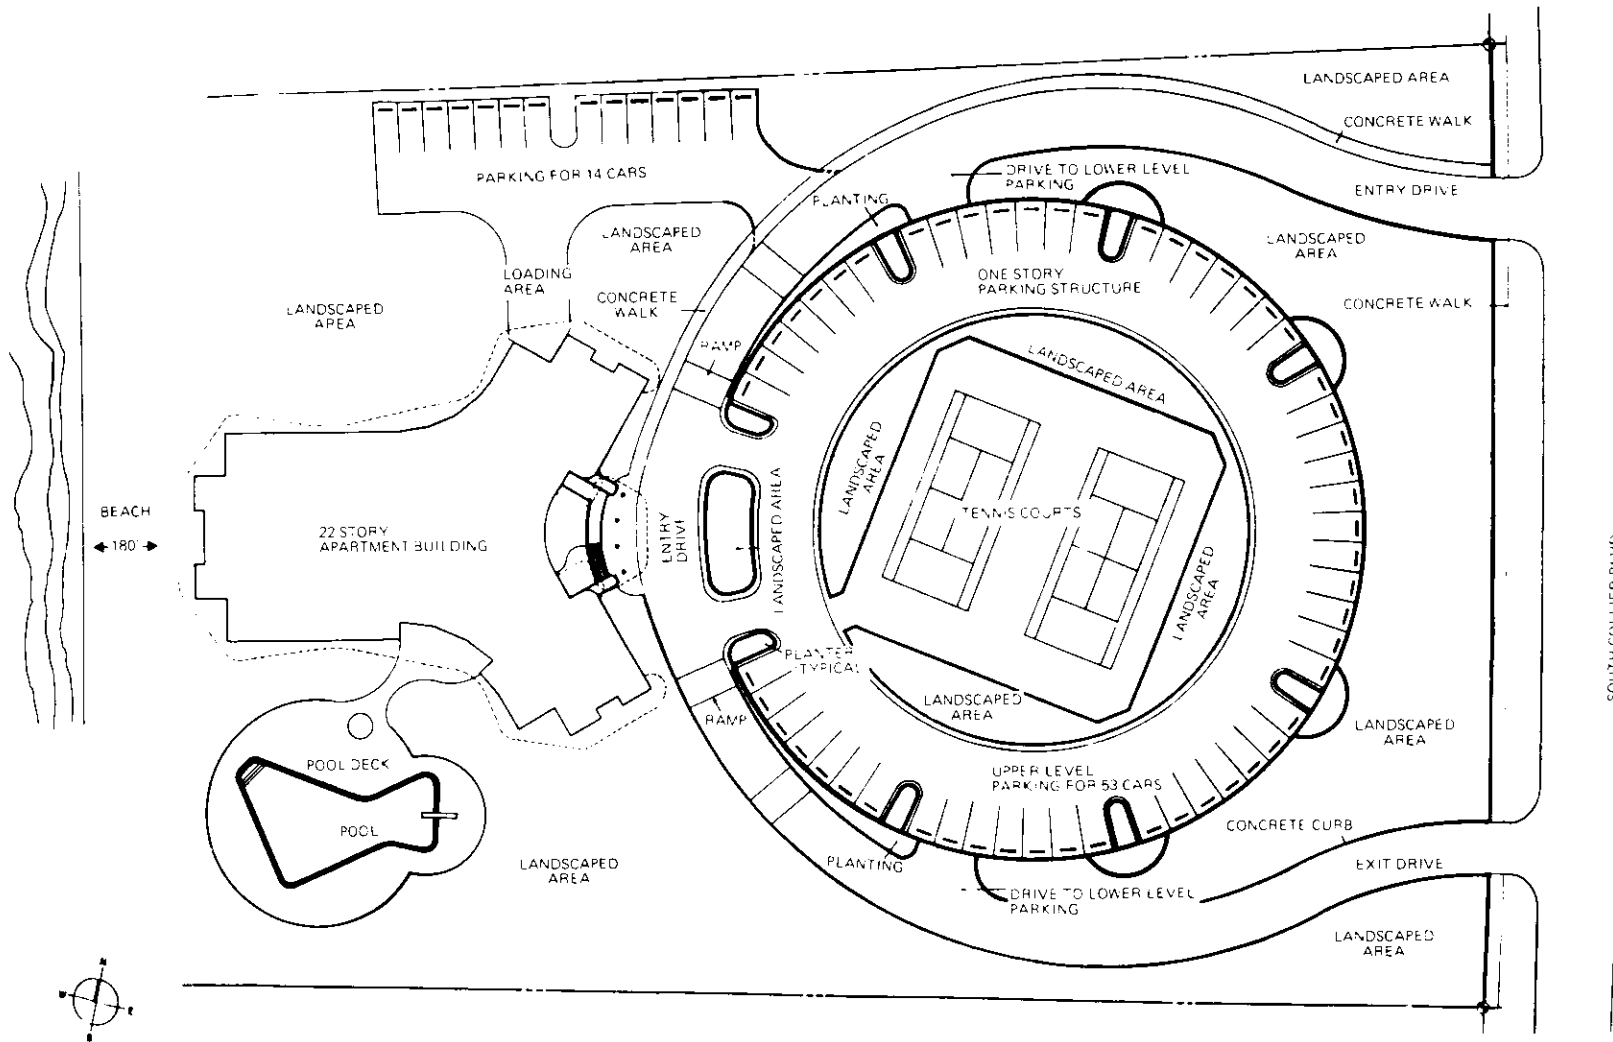 LANDSCAPED AREA
CONCRETE WALK
DRIVE TO LOWER LEVEL
PARKING
ENTRY DRIVE
PARKING FOR 14 CARS
PLANTING
LANDSCAPED
AREA
LANDSCAPED
AREA
LOADING
AREA
ONE STORY
PARKING STRUCTURE
CONCRETE
WALK
CONCRETE WALK
LANDSCAPED
AREA
RAMP
LANDSCAPED AREA
LANDSCAPED
AREA
BEACH
180'
22 STORY
APARTMENT BUILDING
ENTRY
DRIVE
LANDSCAPED AREA
TENNIS COURTS
LANDSCAPED
AREA
SOUTH COLLIER BLVD
PLANTER
TYPICAL
LANDSCAPED
AREA
RAMP
LANDSCAPED
AREA
POOL DECK
UPPER LEVEL
PARKING FOR 53 CARS
POOL
CONCRETE CURB
LANDSCAPED
AREA
PLANTING
EXIT DRIVE
DRIVE TO LOWER LEVEL
PARKING
LANDSCAPED
AREA
N
W
E
S